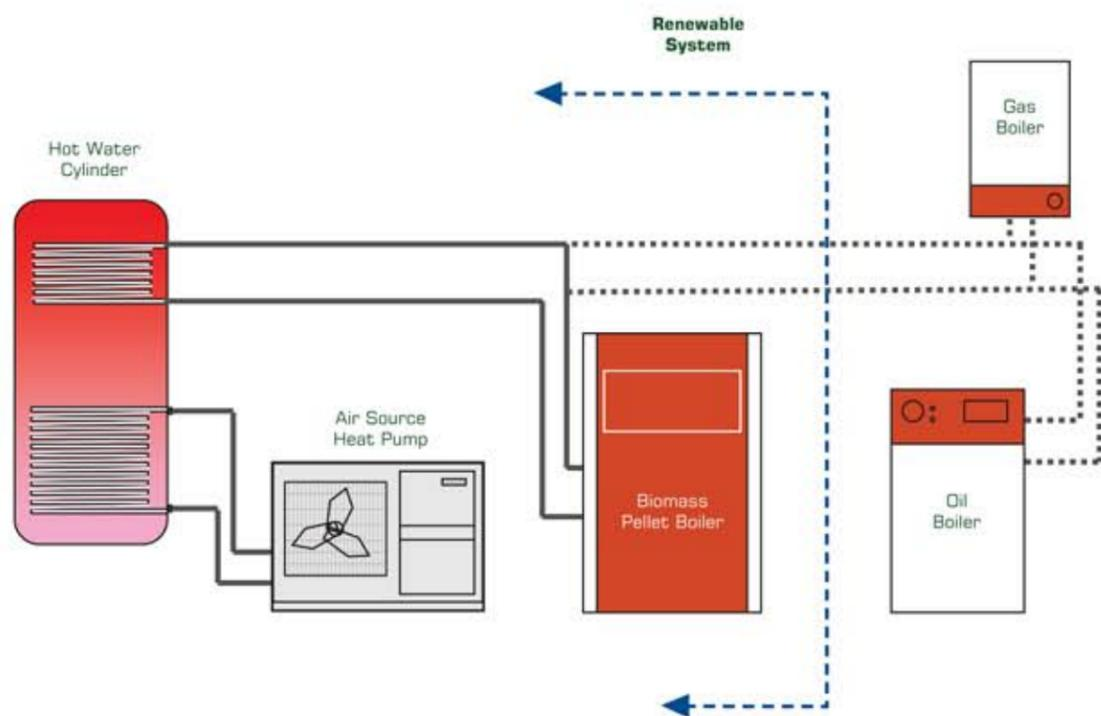 Renewable
System
Gas
Boiler
Hot Water
Cylinder
Air Source
Heat Pump
Biomass
Pellet Boiler
Oil
Boiler